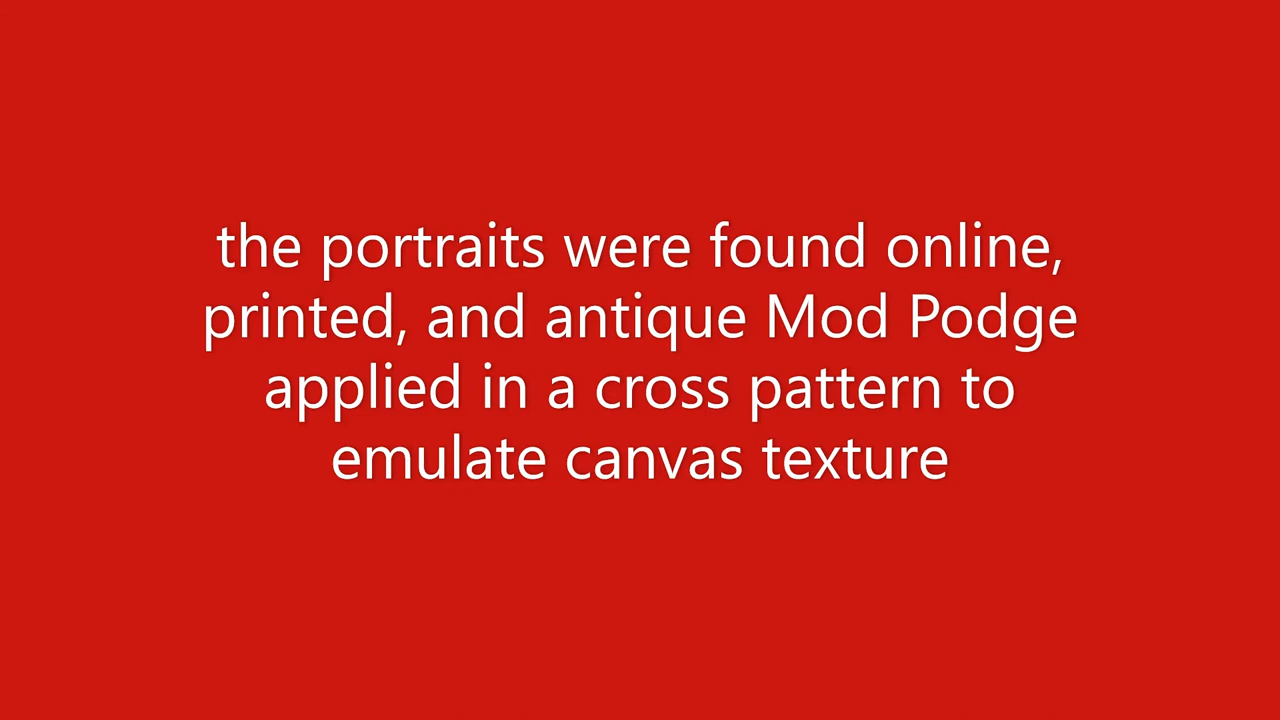 the portraits were found online,
printed, and antique Mod Podge
applied in a cross pattern to
emulate canvas texture